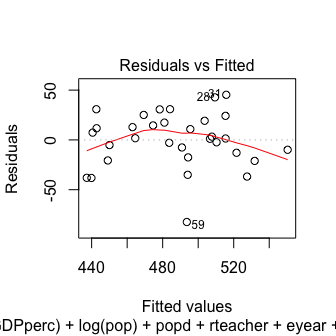 Residuals vs Fitted
Residuals
50
0
-50
28
31
59
440
480
520
Fitted values
GDPperc) + log(pop) + popd + rteacher + eyear +